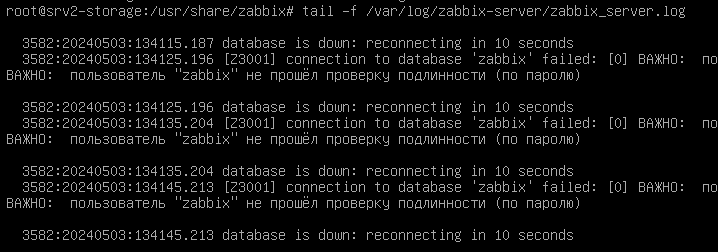 root@srv2-storage:/usr/share/zabbix# tail -f /var/log/zabbix-server/zabbix_server.log
3582:20240503:134115.187 database is down: reconnecting in 10 seconds
3582:20240503:134125.196 [Z3001] connection to database 'zabbix' failed: [0] ВАЖНО:  по
ВАЖНО:  пользователь "zabbix" не прошёл проверку подлинности (по паролю)
3582:20240503:134125.196 database is down: reconnecting in 10 seconds
3582:20240503:134135.204 [Z3001] connection to database 'zabbix' failed: [0] ВАЖНО:  по
ВАЖНО:  пользователь "zabbix" не прошёл проверку подлинности (по паролю)
3582:20240503:134135.204 database is down: reconnecting in 10 seconds
3582:20240503:134145.213 [Z3001] connection to database 'zabbix' failed: [0] ВАЖНО:  по
ВАЖНО:  пользователь "zabbix" не прошёл проверку подлинности (по паролю)
3582:20240503:134145.213 database is down: reconnecting in 10 seconds